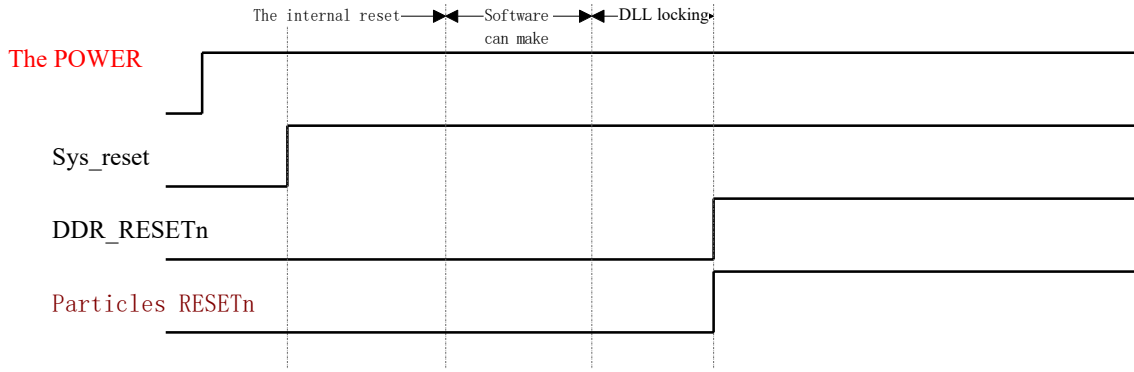 The internal reset
Software
can make
DLL locking
The POWER
Sys_reset
DDR_RESETn
Particles RESETn